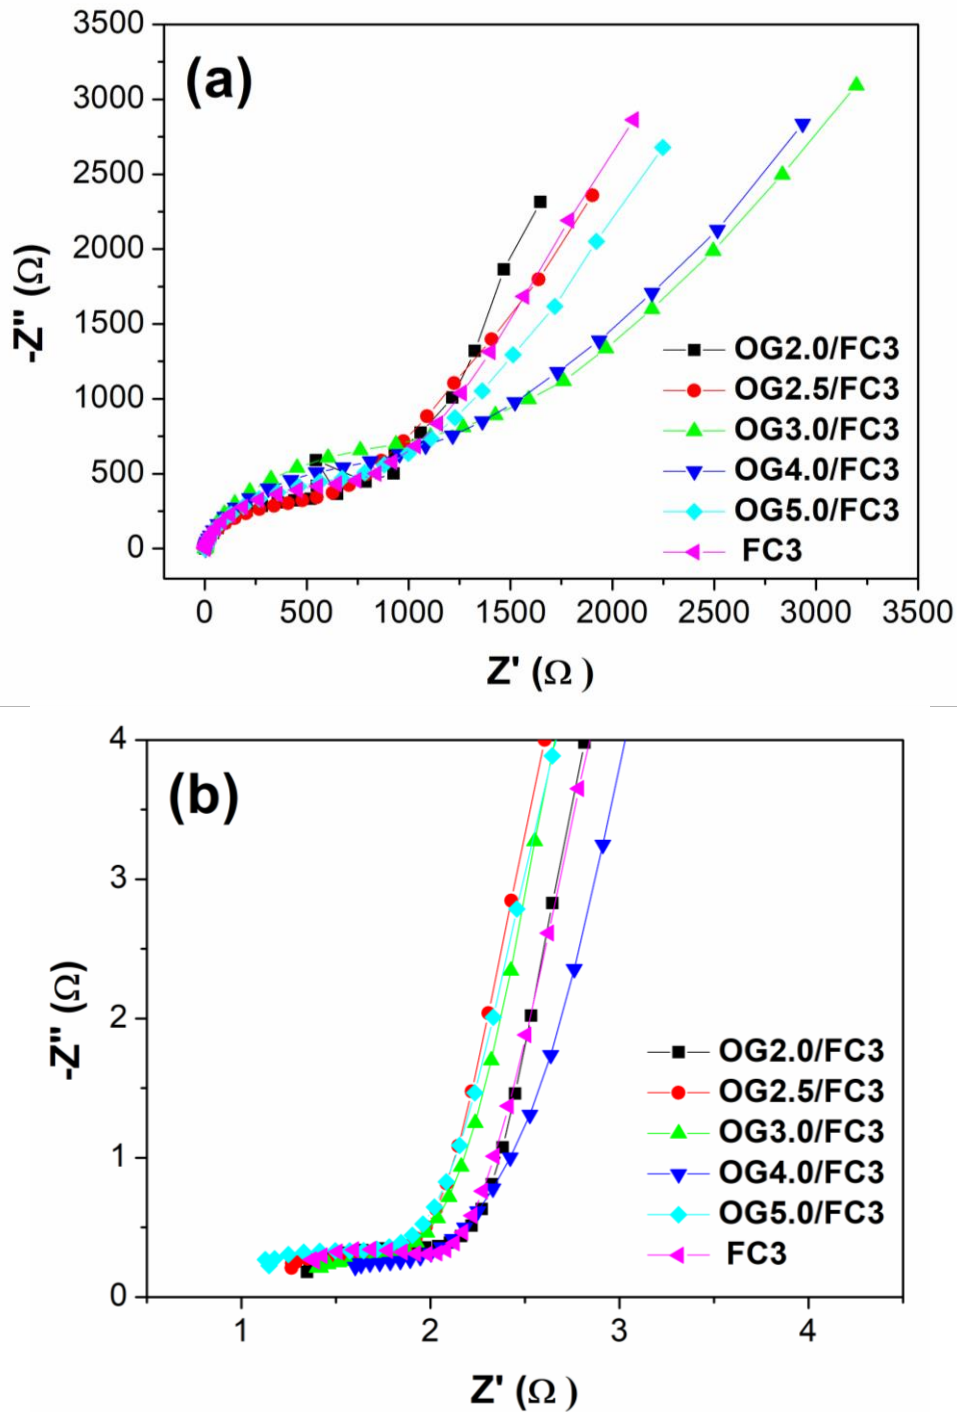 (a)
3500
3000
2500
2000
1500
1000
500
0
-Z" (Ω)
OG2.0/FC3
OG2.5/FC3
OG3.0/FC3
OG4.0/FC3
OG5.0/FC3
FC3
0 500 1000 1500 2000 2500 3000 3500
Z' (Ω )
(b)
4
3
2
1
0
-Z" (Ω)
OG2.0/FC3
OG2.5/FC3
OG3.0/FC3
OG4.0/FC3
OG5.0/FC3
FC3
1 2 3 4
Z' (Ω )